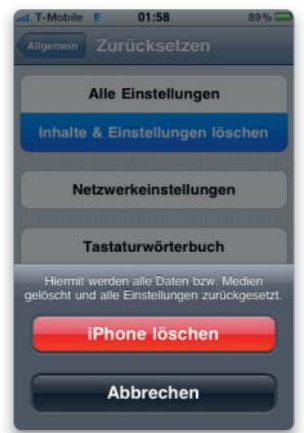 T-Mobile E 01:58 89%
Allgemein Zurücksetzen
Alle Einstellungen
Inhalte & Einstellungen löschen
Netzwerkeinstellungen
Tastaturwörterbuch
Hiermit werden alle Daten bzw. Medien
gelöscht und alle Einstellungen zurückgesetzt.
iPhone löschen
Abbrechen